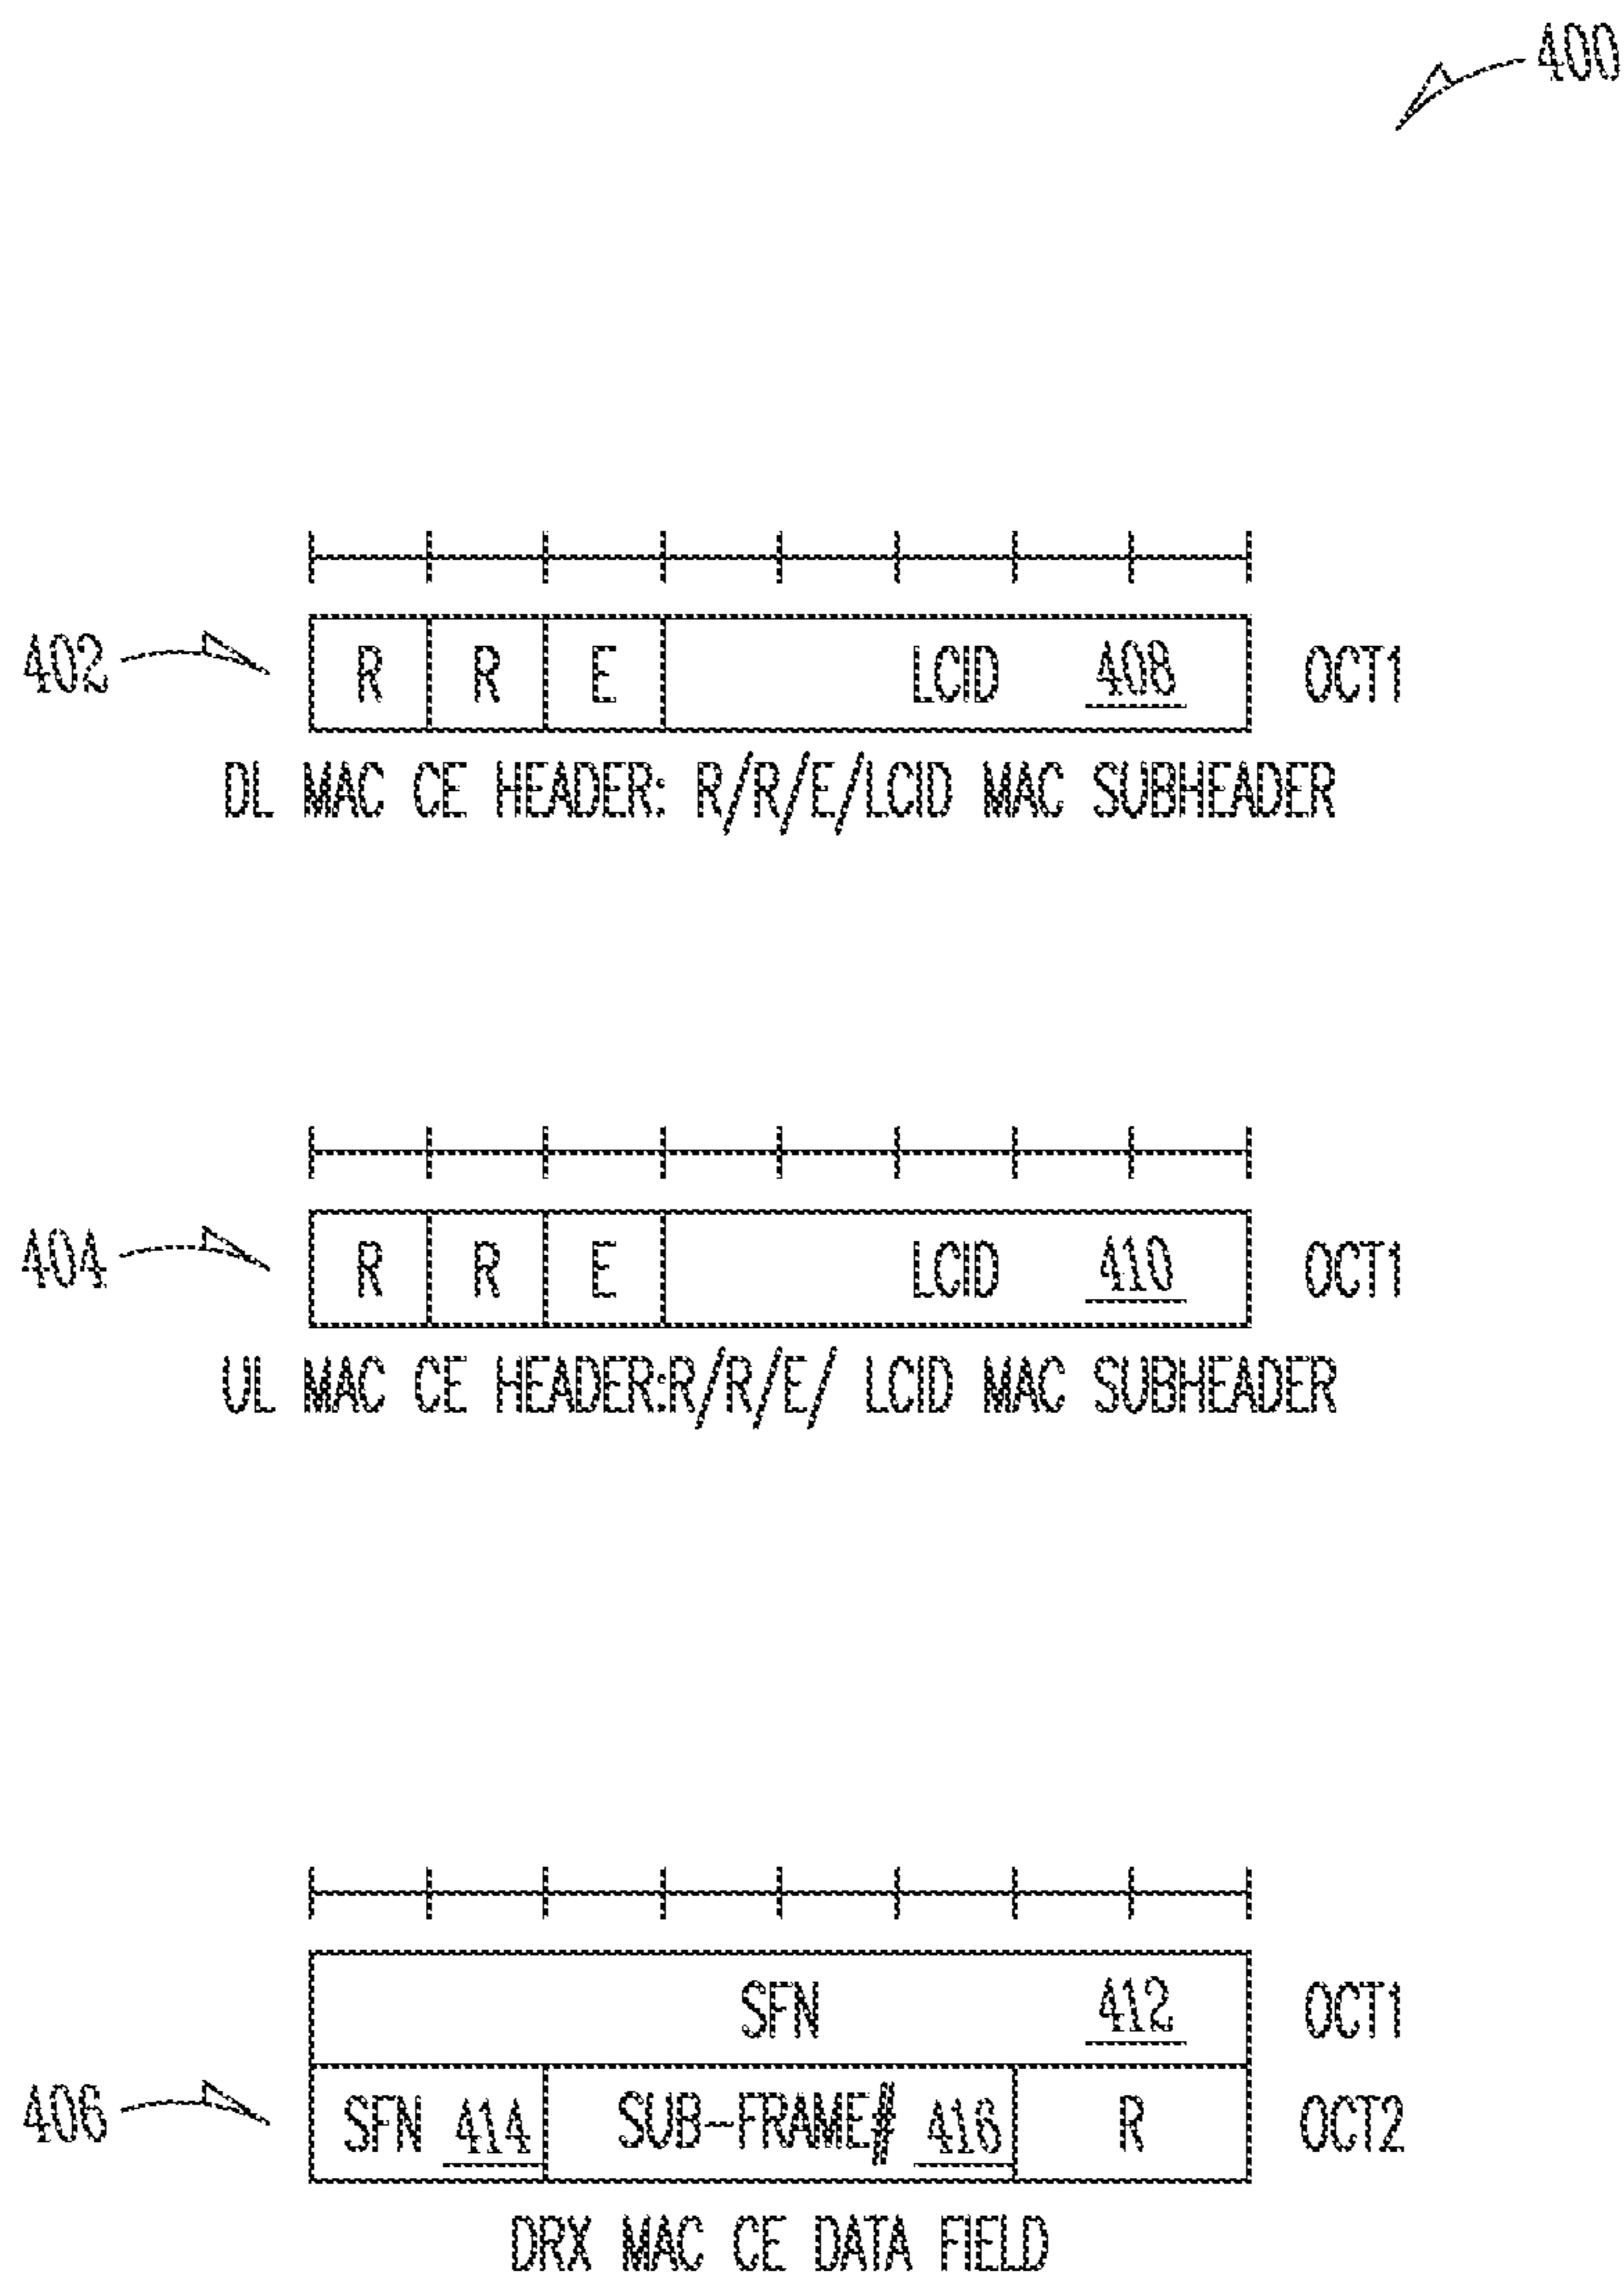 400
402 R R E LCID 408 OCT1
DL MAC CE HEADER: R/R/E/LCID MAC SUBHEADER
404 R R E LCID 410 OCT1
UL MAC CE HEADER:R/R/E/ LCID MAC SUBHEADER
SFN 412 OCT1
406 SFN 414 SUB-FRAME# 416 R OCT2
DRX MAC CE DATA FIELD